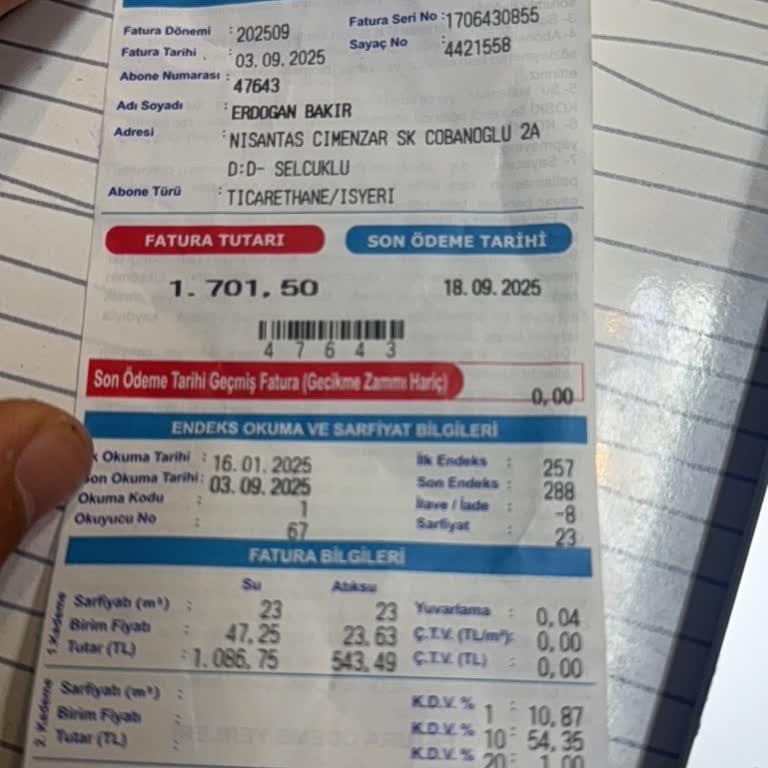 Fatura Dönemi : 202509 Fatura Seri No : 1706430855
Fatura Tarihi : 03. 09. 2025 Sayaç No : 4421558
Abone Numarası : 47643
Adı Soyadı : ERDOGAN BAKIR
Adresi : NISANTAS CIMENZAR SK COBANOGLU 2A
D:D- SELCUKLU
Abone Türü : TICARETHANE/ISYERI
FATURA TUTARI SON ÖDEME TARİHİ
1. 701, 50 18. 09. 2025
4 7 6 4 3
Son Ödeme Tarihi Geçmiş Fatura (Gecikme Zammı Hariç) 0, 00
ENDEKS OKUMA VE SARFİYAT BİLGİLERİ
k Okuma Tarihi : 16. 01. 2025 İlk Endeks : 257
Son Okuma Tarihi : 03. 09. 2025 Son Endeks : 288
Okuma Kodu : 1 İlave / İade : -8
Okuyucu No : 67 Sarfiyat : 23
FATURA BİLGİLERİ
Su Atıksu
1. Kademe
Sarfiyatı (m³) : 23 23 Yuvarlama : 0, 04
Birim Fiyatı : 47, 25 23, 63 Ç.T.V. (TL/m³): 0, 00
Tutar (TL) : 1. 086, 75 543, 49 Ç.T.V. (TL) : 0, 00
2. Kademe
Sarfiyatı (m³) :
Birim Fiyatı : K.D.V. % 1 : 10, 87
Tutar (TL) : K.D.V. % 10 : 54, 35
K.D.V. % 20 : 1, 00